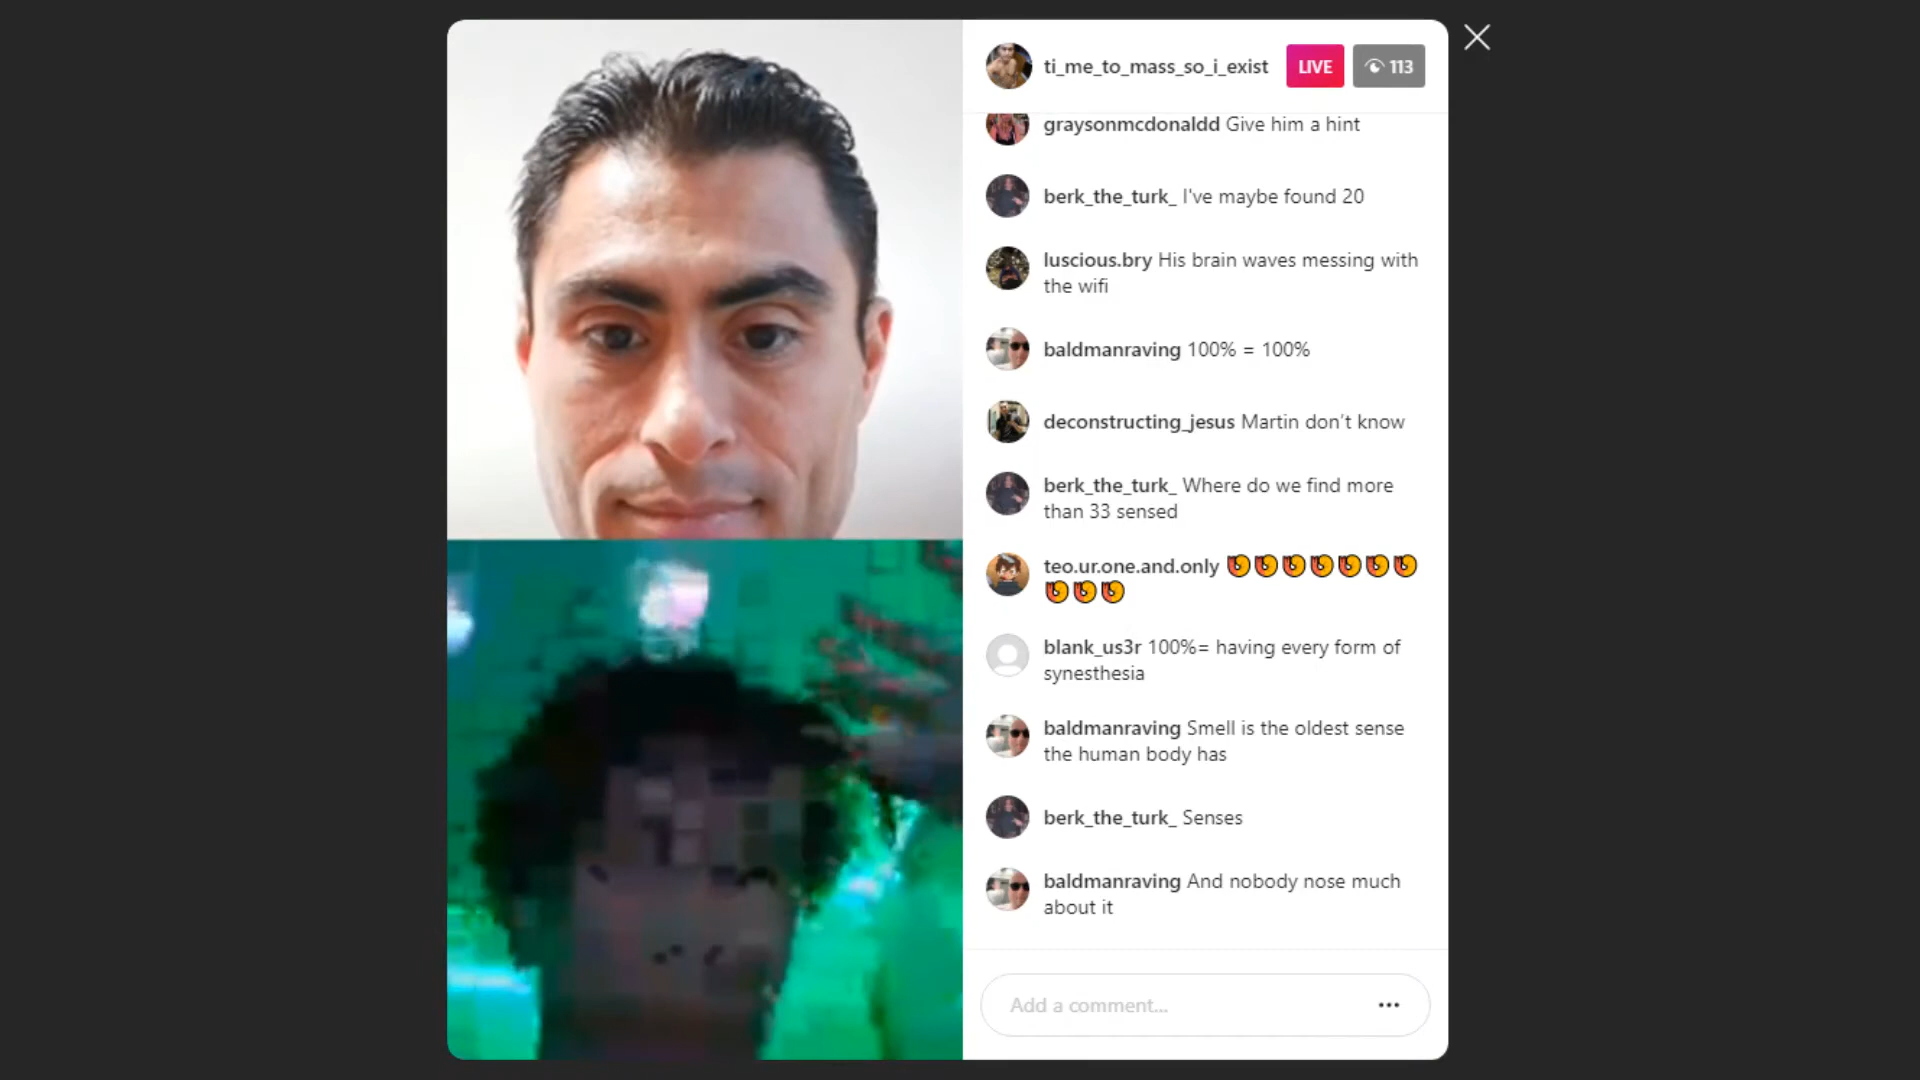 ti_me_to_mass_so_i_exist LIVE 113
graysonmcdonaldd Give him a hint
berk_the_turk_ I've maybe found 20
luscious.bry His brain waves messing with
the wifi
baldmanraving 100% = 100%
deconstructing_jesus Martin don't know
berk_the_turk_ Where do we find more
than 33 sensed
teo.ur.one.and.only
blank_us3r 100%= having every form of
synesthesia
baldmanraving Smell is the oldest sense
the human body has
berk_the_turk_ Senses
baldmanraving And nobody nose much
about it
Add a comment...